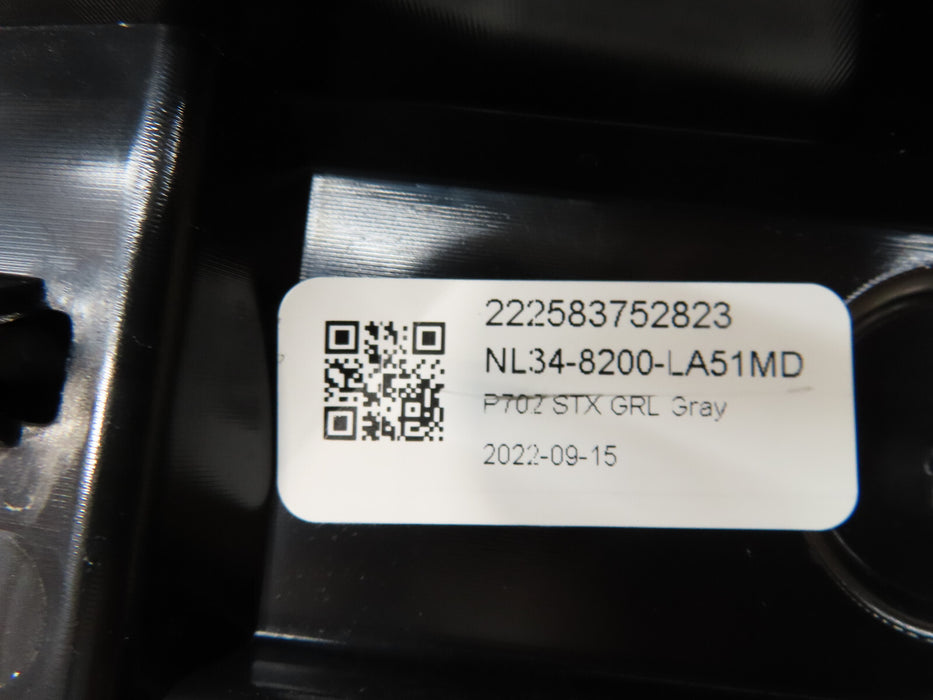 222583752823
NL34-8200-LA51MD
P702 STX GRL Gray
2022-09-15